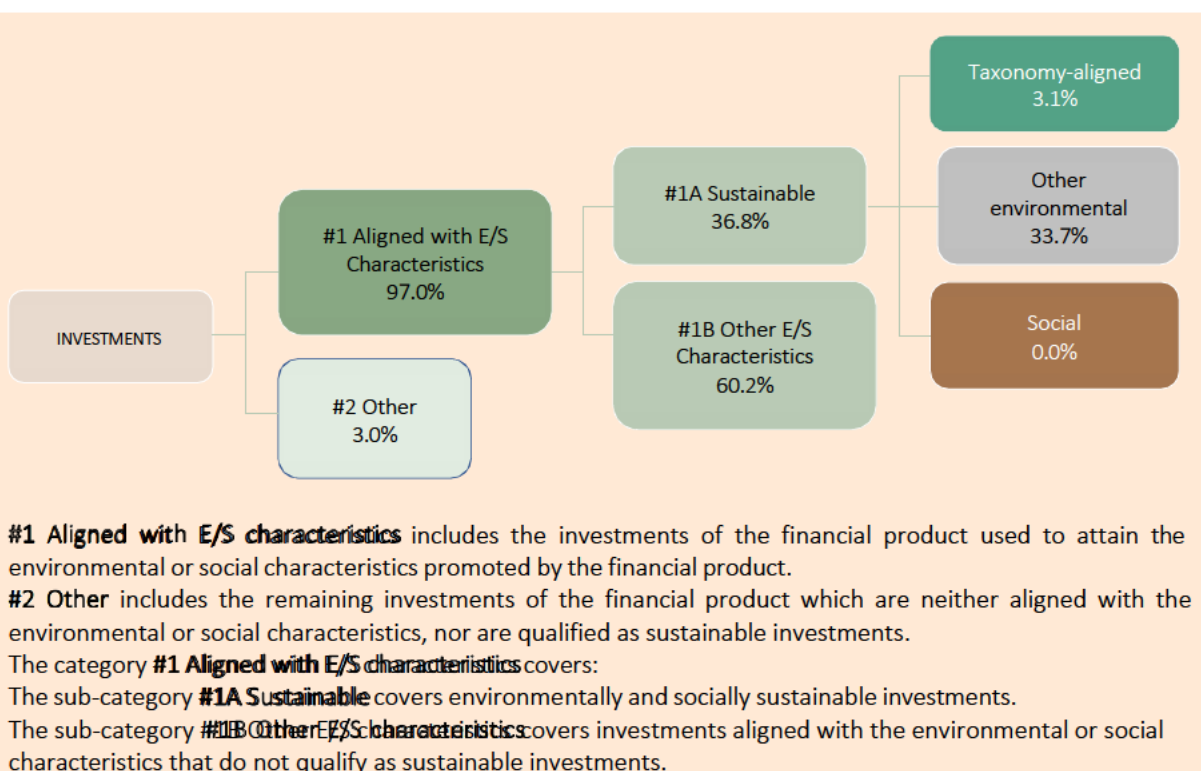 Taxonomy-aligned
3.1%
Other
environmental
33.7%
Social
0.0%
#1A Sustainable
36.8%
#1B Other E/S
Characteristics
60.2%
#1 Aligned with E/S
Characteristics
97.0%
#2 Other
3.0%
INVESTMENTS
#1 Aligned with E/S characteristics includes the investments of the financial product used to attain the
environmental or social characteristics promoted by the financial product.
#2 Other includes the remaining investments of the financial product which are neither aligned with the
environmental or social characteristics, nor are qualified as sustainable investments.
The category #1 Aligned with E/S characteristics covers:
The sub-category #1A Sustainable covers environmentally and socially sustainable investments.
The sub-category #1B Other E/S characteristics covers investments aligned with the environmental or social
characteristics that do not qualify as sustainable investments.